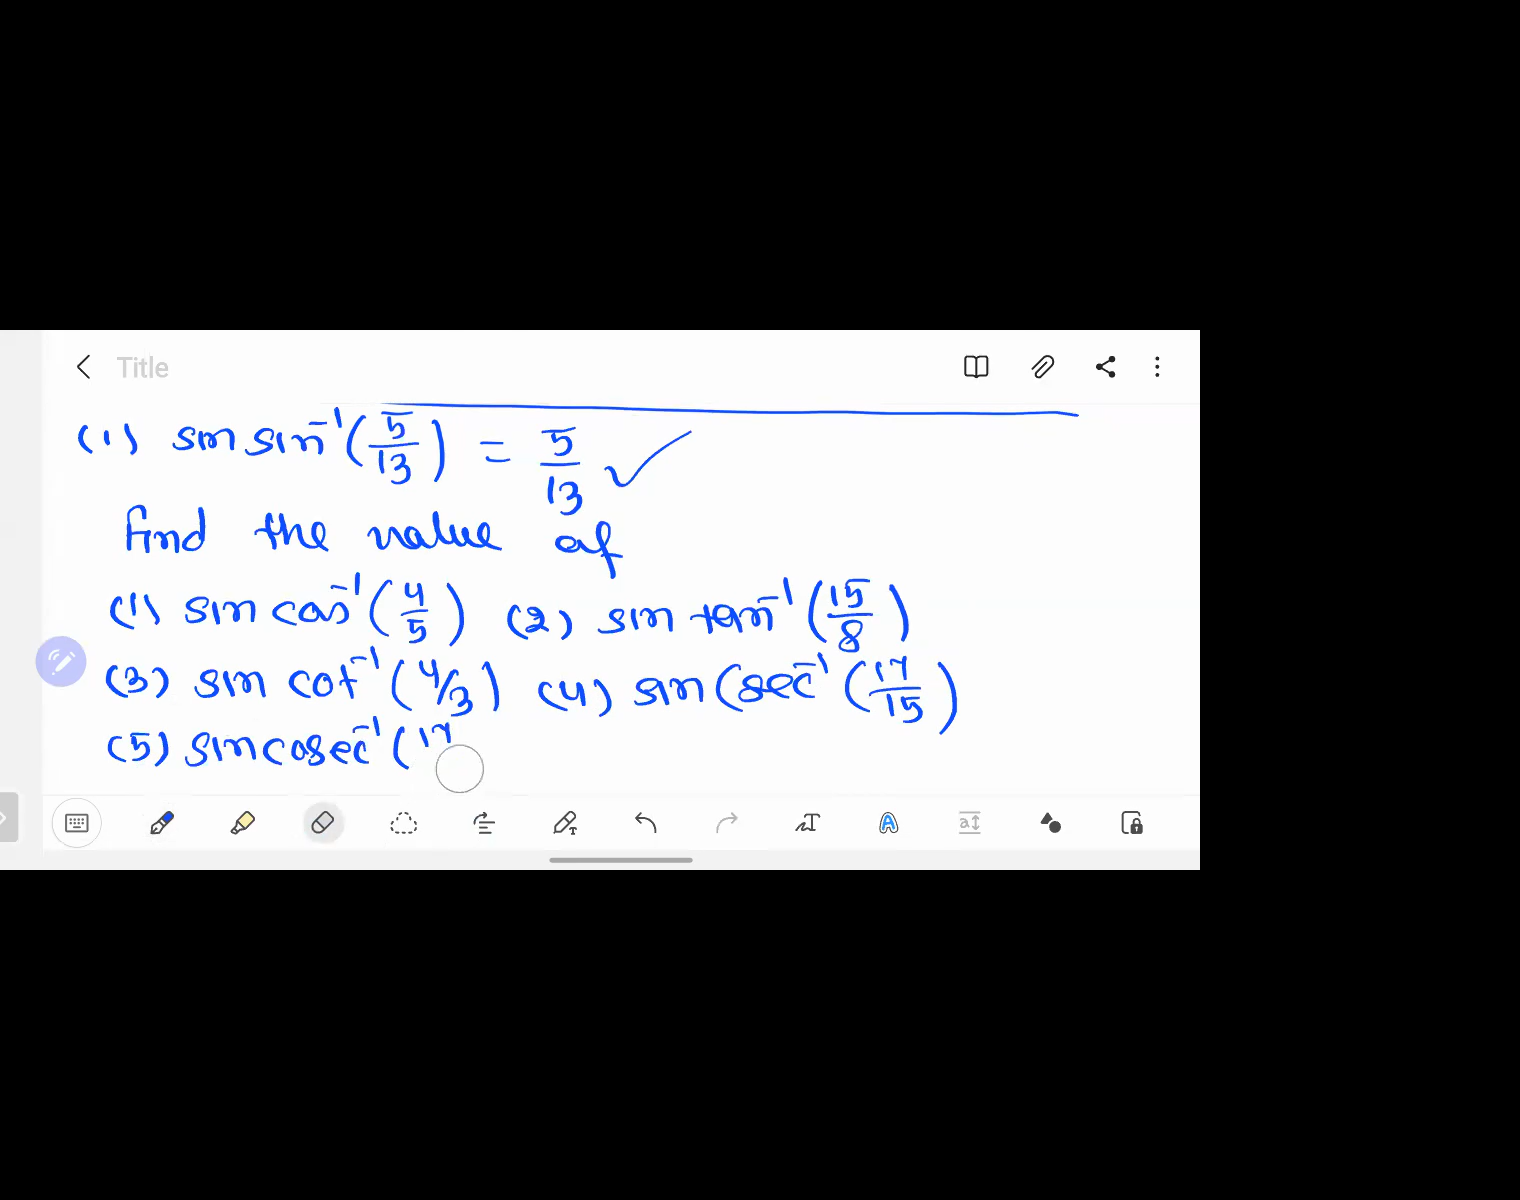 Title
(1) sin sin⁻¹(5/13) = 5/13 ✓
Find the value of
(1) sin cos⁻¹(4/5) (2) sin tan⁻¹(15/8)
(3) sin cot⁻¹(4/3) (4) sin(sec⁻¹(17/15)
(5) sin cosec⁻¹(17